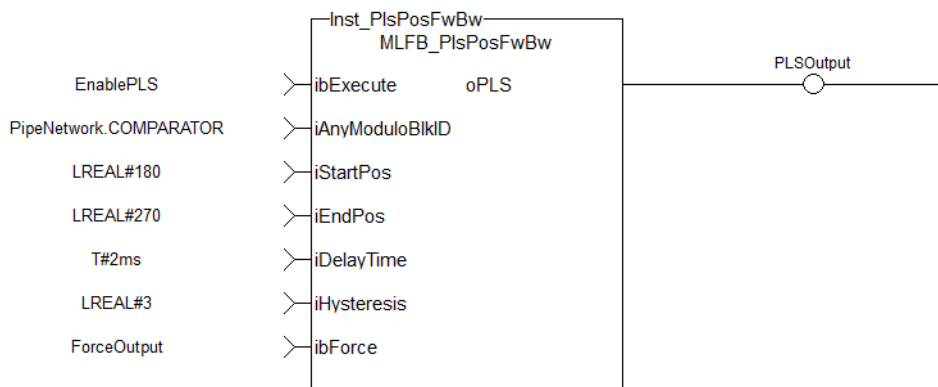 Inst_PlsPosFwBw
MLFB_PlsPosFwBw
PLSOutput
EnablePLS ibExecute oPLS
PipeNetwork.COMPARATOR iAnyModuloBlkID
LREAL#180 iStartPos
LREAL#270 iEndPos
T#2ms iDelayTime
LREAL#3 iHysteresis
ForceOutput ibForce